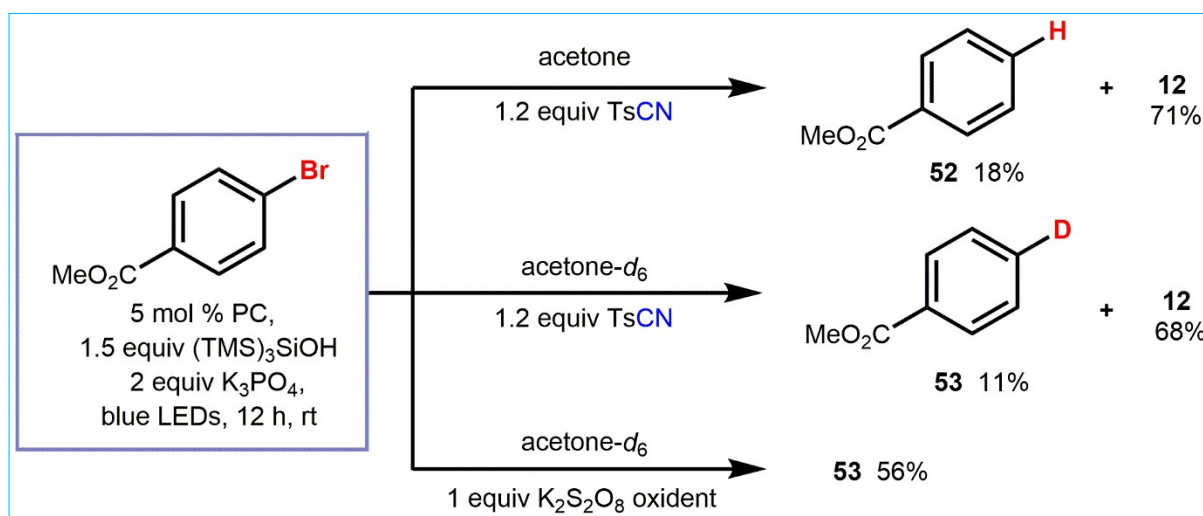 Br
MeO₂C
5 mol % PC,
1.5 equiv (TMS)₃SiOH
2 equiv K₃PO₄,
blue LEDs, 12 h, rt
acetone
1.2 equiv TsCN
H
MeO₂C
52 18%
+ 12
71%
acetone-d₆
1.2 equiv TsCN
D
MeO₂C
53 11%
+ 12
68%
acetone-d₆
1 equiv K₂S₂O₈ oxident
53 56%